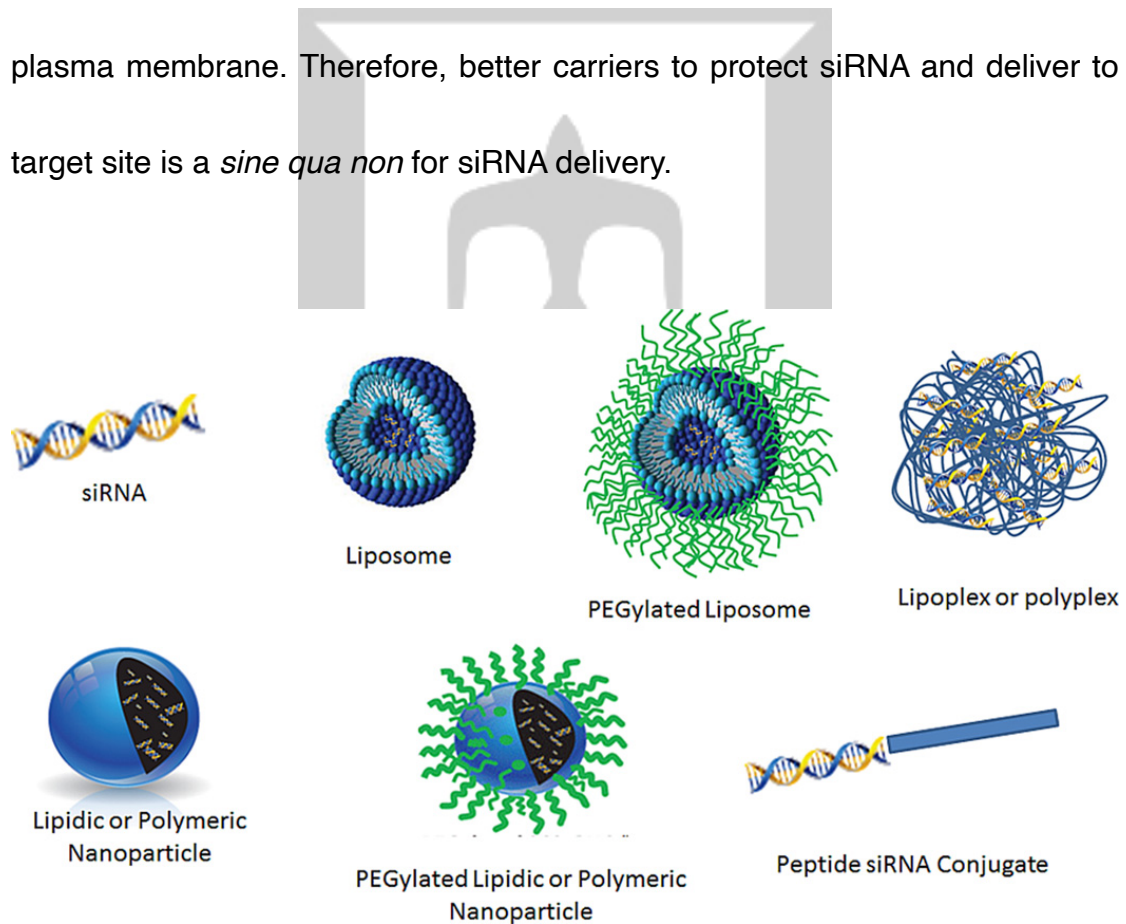 plasma membrane. Therefore, better carriers to protect siRNA and deliver to
target site is a sine qua non for siRNA delivery.
siRNA
Liposome
PEGylated Liposome
Lipoplex or polyplex
Lipidic or Polymeric
Nanoparticle
PEGylated Lipidic or Polymeric
Nanoparticle
Peptide siRNA Conjugate